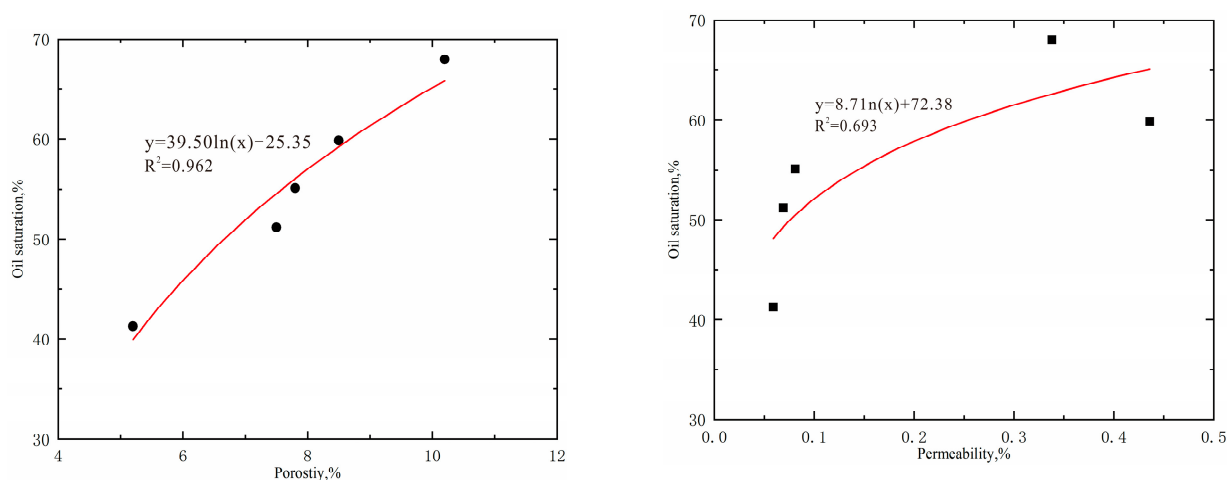 70
60
50
40
30
Oil saturation,%
y=39.50ln(x)−25.35
R²=0.962
4 6 8 10 12
Porostiy,%
70
60
50
40
30
Oil saturation,%
y=8.71n(x)+72.38
R²=0.693
0.0 0.1 0.2 0.3 0.4 0.5
Permeability,%